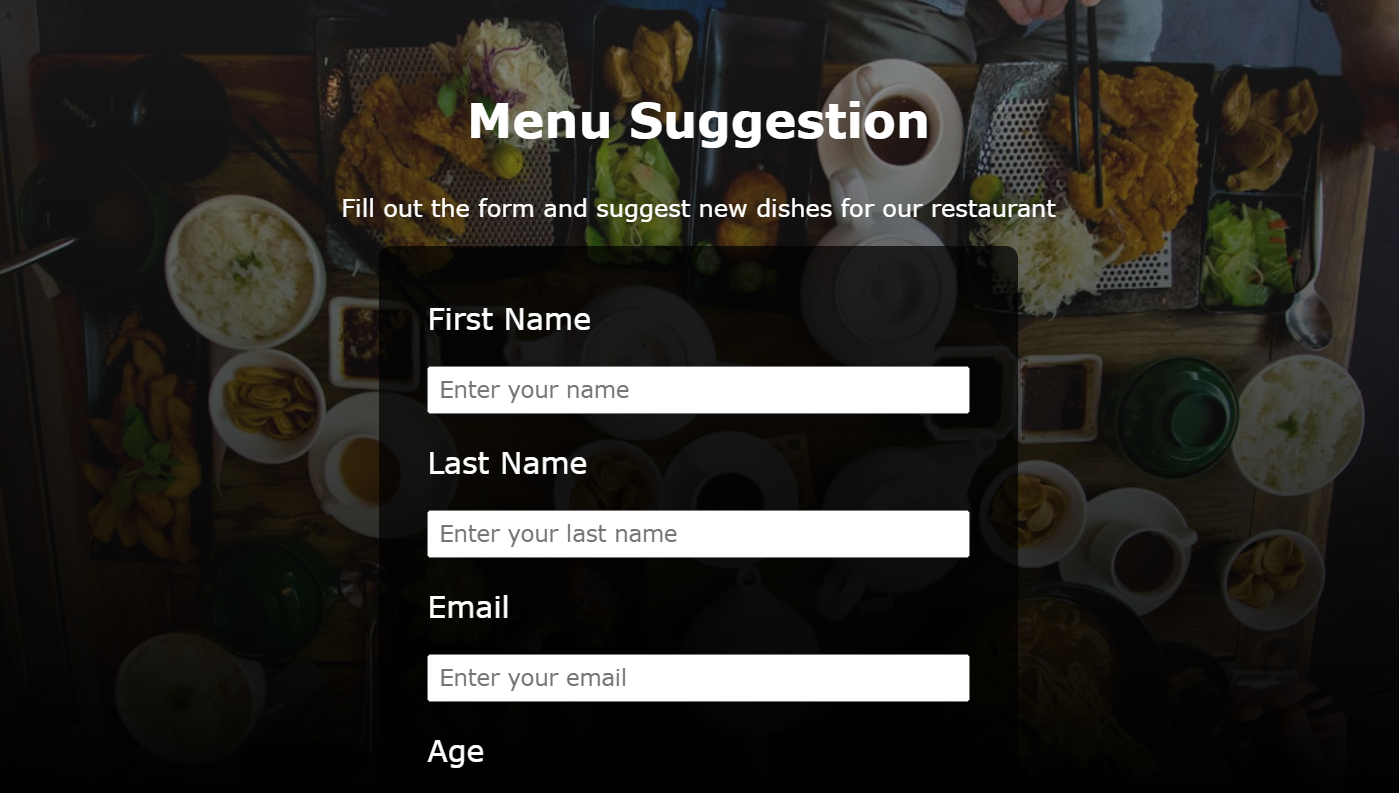 Menu Suggestion
Fill out the form and suggest new dishes for our restaurant
First Name
Enter your name
Last Name
Enter your last name
Email
Enter your email
Age